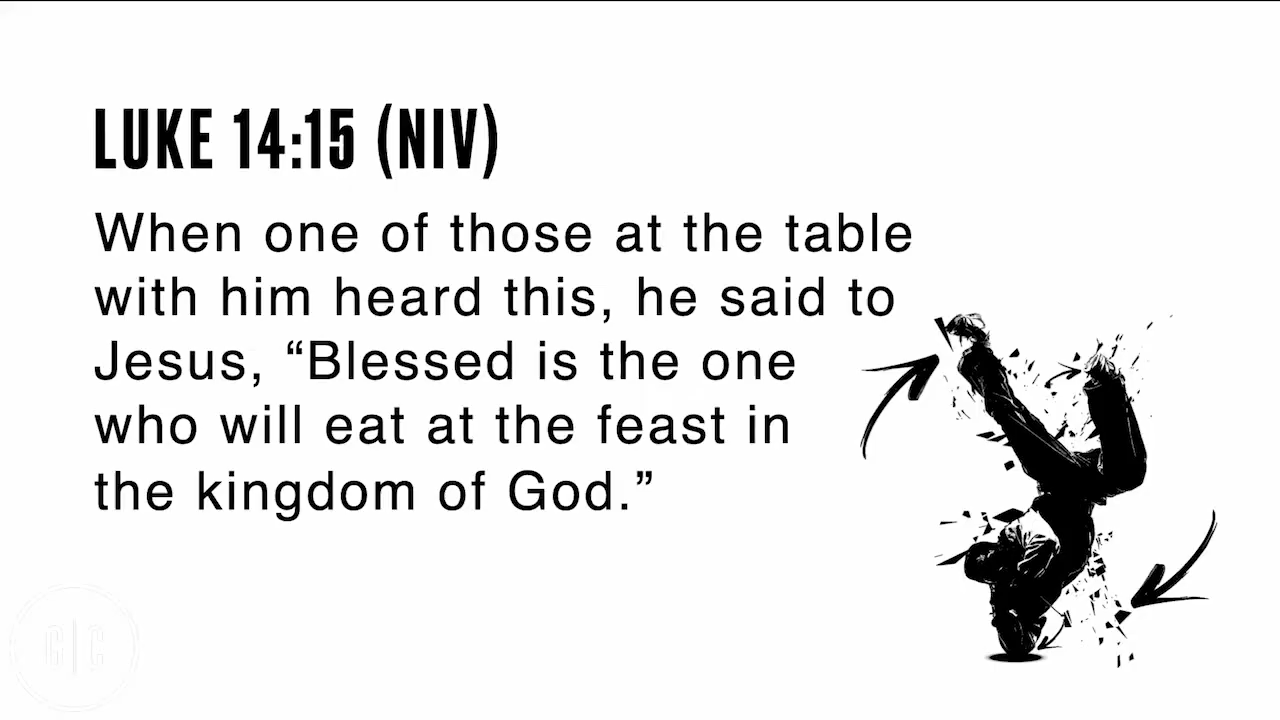 LUKE 14:15 (NIV)
When one of those at the table
with him heard this, he said to
Jesus, “Blessed is the one
who will eat at the feast in
the kingdom of God.”
C|C